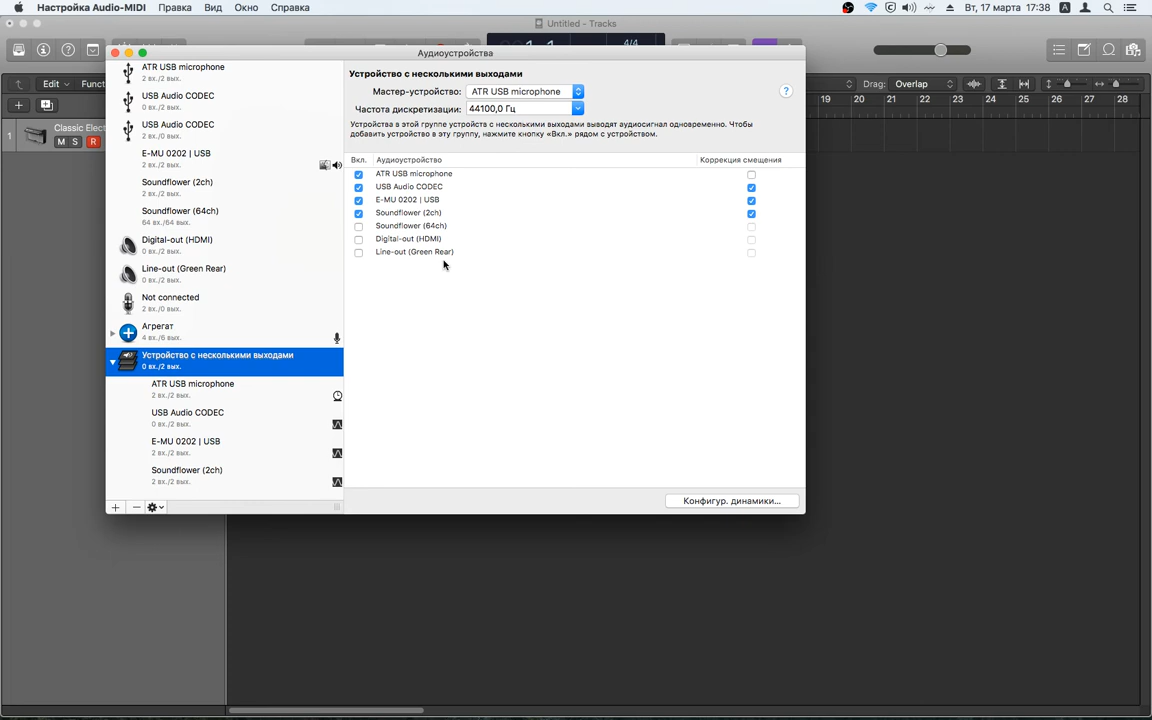 Настройка Audio-MIDI Правка Вид Окно Справка Вт, 17 марта 17:38 A
Untitled - Tracks
4/4
Аудиоустройства
Edit Funct Drag: Overlap
19 20 21 22 23 24 25 26 27 28
1 Classic Elect
M S R
ATR USB microphone
2 вх./2 вых.
USB Audio CODEC
0 вх./2 вых.
USB Audio CODEC
2 вх./0 вых.
E-MU 0202 | USB
2 вх./2 вых.
Soundflower (2ch)
2 вх./2 вых.
Soundflower (64ch)
64 вх./64 вых.
Digital-out (HDMI)
0 вх./2 вых.
Line-out (Green Rear)
0 вх./2 вых.
Not connected
2 вх./0 вых.
Агрегат
4 вх./6 вых.
Устройство с несколькими выходами
0 вх./2 вых.
ATR USB microphone
2 вх./2 вых.
USB Audio CODEC
0 вх./2 вых.
E-MU 0202 | USB
2 вх./2 вых.
Soundflower (2ch)
2 вх./2 вых.
Устройство с несколькими выходами
Мастер-устройство: ATR USB microphone ?
Частота дискретизации: 44100,0 Гц
Устройства в этой группе устройств с несколькими выходами выводят аудиосигнал одновременно. Чтобы
добавить устройство в эту группу, нажмите кнопку «Вкл.» рядом с устройством.
Вкл. Аудиоустройство Коррекция смещения
ATR USB microphone
USB Audio CODEC
E-MU 0202 | USB
Soundflower (2ch)
Soundflower (64ch)
Digital-out (HDMI)
Line-out (Green Rear)
Конфигур. динамики...